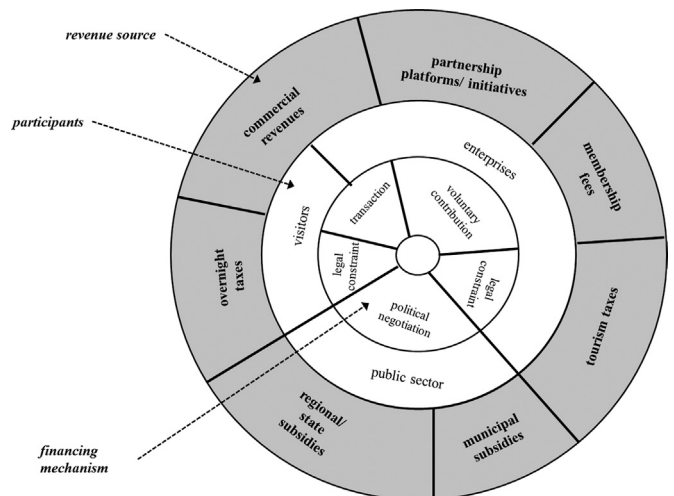 revenue source
participants
financing
mechanism
commercial
revenues
partnership
platforms/ initiatives
membership
fees
tourism taxes
municipal
subsidies
regional/
state
subsidies
overnight
taxes
visitors
enterprises
public sector
transaction
voluntary
contribution
legal
constraint
political
negotiation
legal
constraint